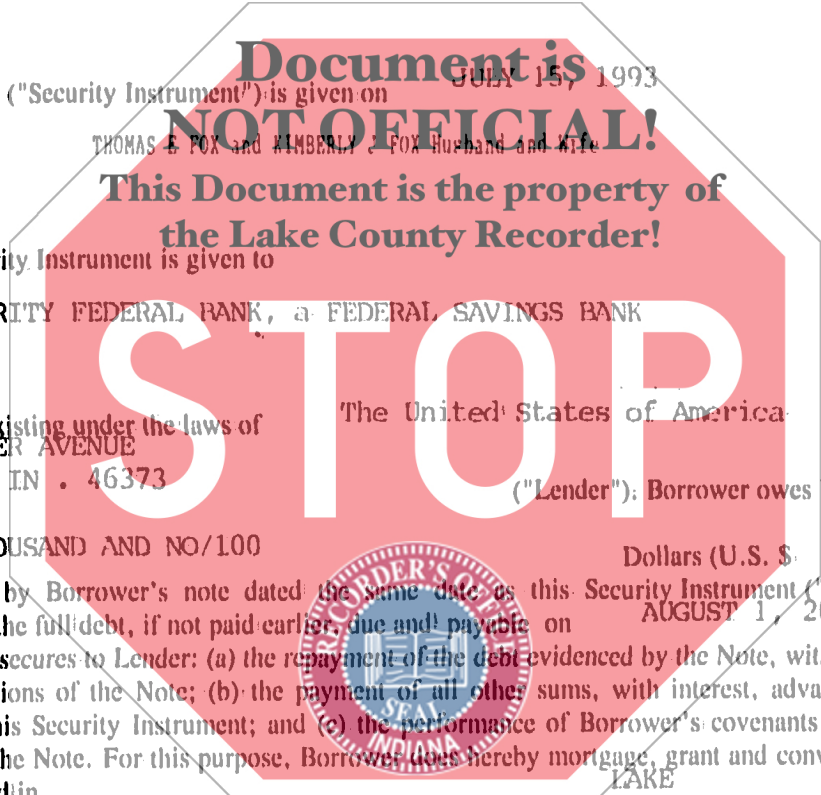 Document is
("Security Instrument") is given on JULY 15, 1993
NOT OFFICIAL!
THOMAS E FOX and KIMBERLY J FOX Husband and Wife
This Document is the property of
the Lake County Recorder!
ity Instrument is given to
RITY FEDERAL BANK, a FEDERAL SAVINGS BANK
STOP
isting under the laws of The United States of America
ER AVENUE
IN . 46373
("Lender"). Borrower owes
OUSAND AND NO/100
Dollars (U.S. $
by Borrower's note dated the same date as this Security Instrument ("
he full debt, if not paid earlier, due and payable on AUGUST 1, 2
secures to Lender: (a) the repayment of the debt evidenced by the Note, wit
ions of the Note; (b) the payment of all other sums, with interest, adva
his Security Instrument; and (c) the performance of Borrower's covenants
he Note. For this purpose, Borrower does hereby mortgage, grant and conv
LAKE
RECORDER'S OFFICE
SEAL
INDIANA